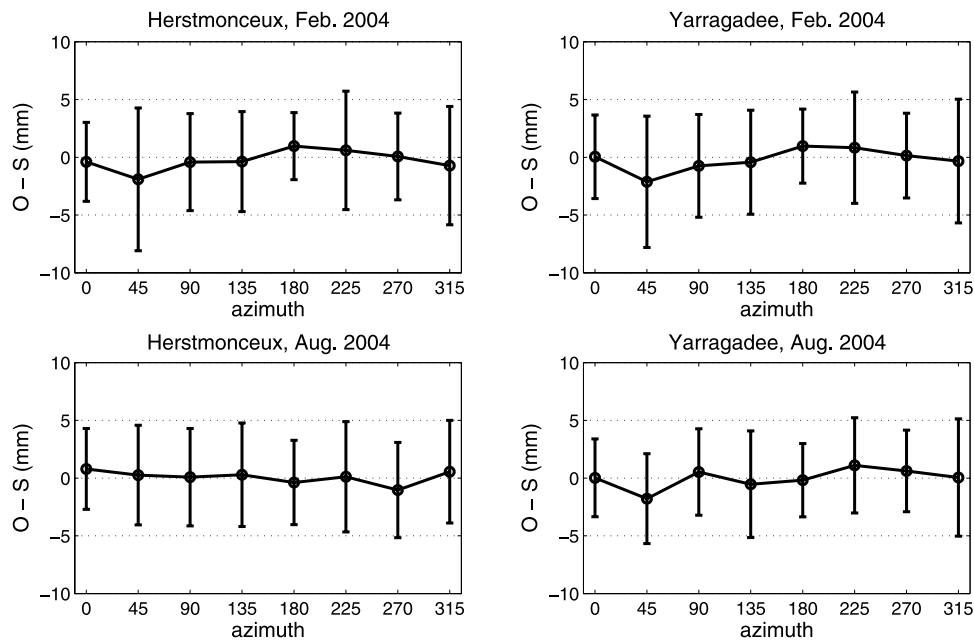 Herstmonceux, Feb. 2004
10
5
0
−5
−10
O − S (mm)
0 45 90 135 180 225 270 315
azimuth
Yarragadee, Feb. 2004
10
5
0
−5
−10
O − S (mm)
0 45 90 135 180 225 270 315
azimuth
Herstmonceux, Aug. 2004
10
5
0
−5
−10
O − S (mm)
0 45 90 135 180 225 270 315
azimuth
Yarragadee, Aug. 2004
10
5
0
−5
−10
O − S (mm)
0 45 90 135 180 225 270 315
azimuth